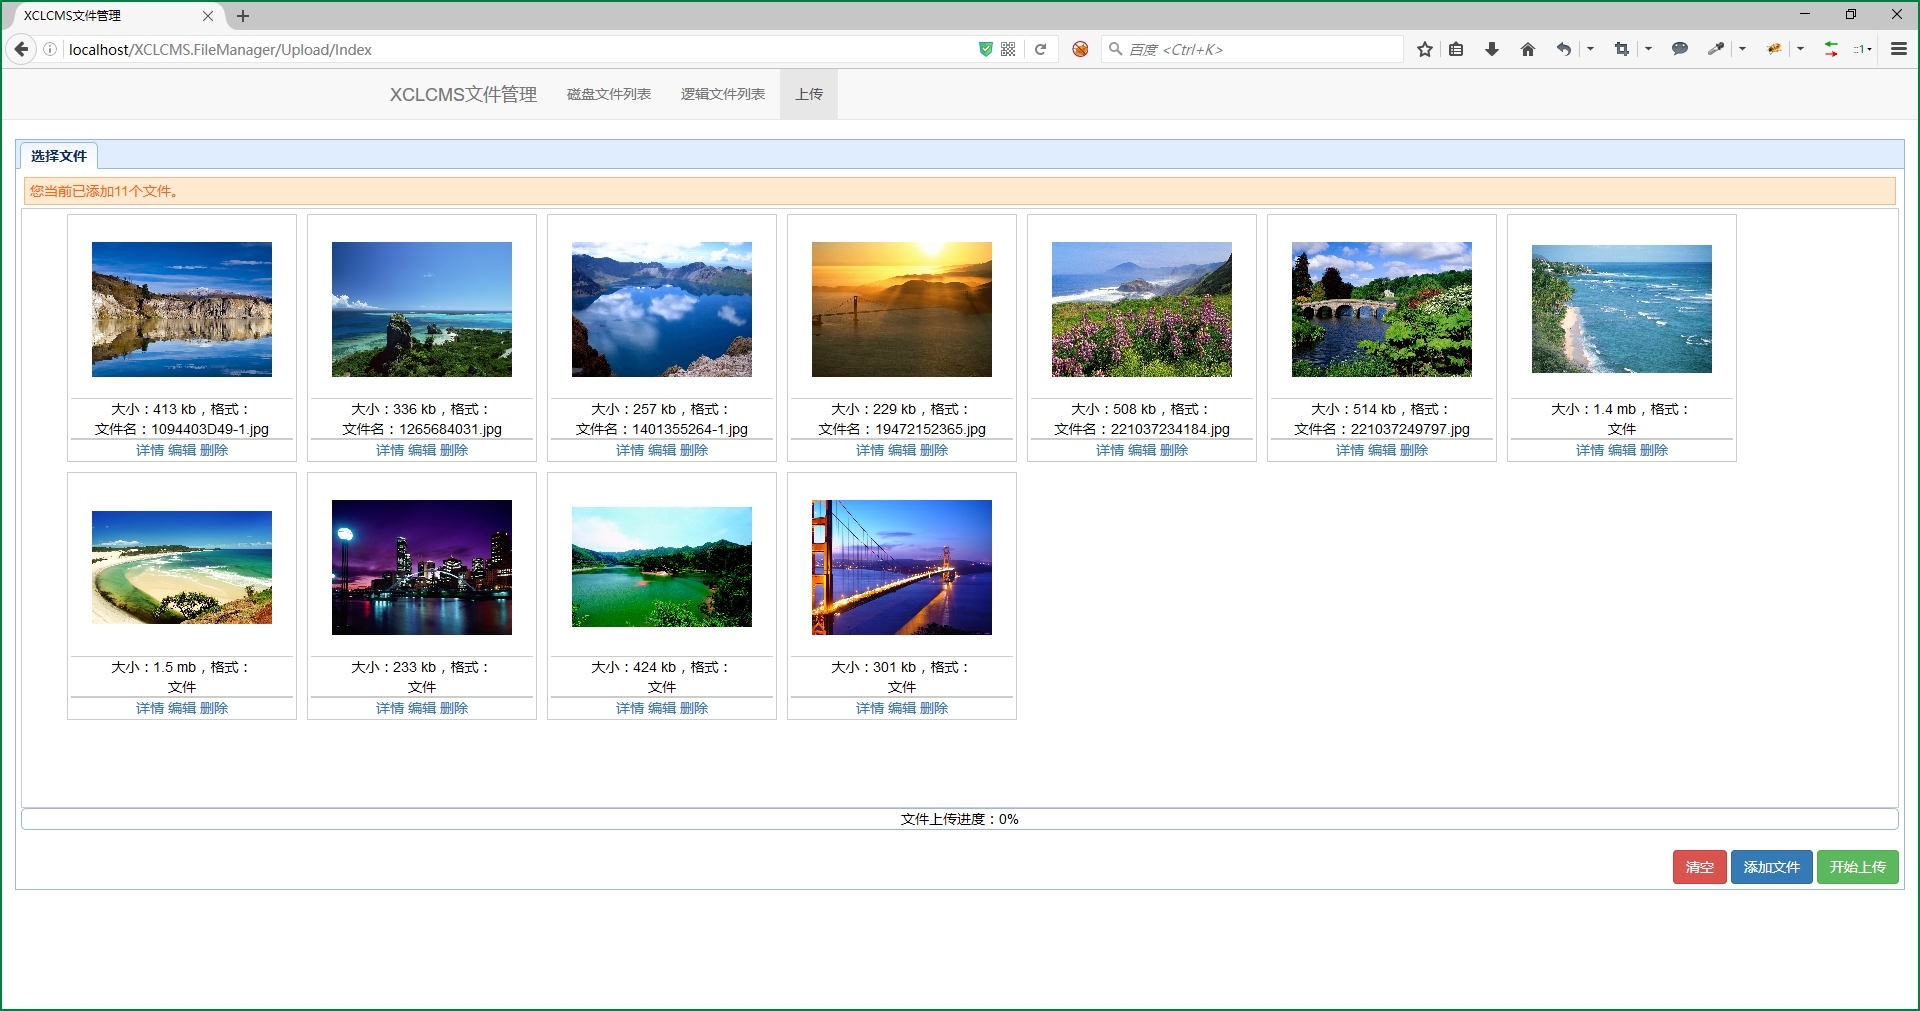 XCLCMS文件管理
localhost/XCLCMS.FileManager/Upload/Index
百度 <Ctrl+K>
::1
XCLCMS文件管理 磁盘文件列表 逻辑文件列表 上传
选择文件
您当前已添加11个文件。
大小：413 kb，格式：
文件名：1094403D49-1.jpg
详情 编辑 删除
大小：336 kb，格式：
文件名：1265684031.jpg
详情 编辑 删除
大小：257 kb，格式：
文件名：1401355264-1.jpg
详情 编辑 删除
大小：229 kb，格式：
文件名：19472152365.jpg
详情 编辑 删除
大小：508 kb，格式：
文件名：221037234184.jpg
详情 编辑 删除
大小：514 kb，格式：
文件名：221037249797.jpg
详情 编辑 删除
大小：1.4 mb，格式：
文件
详情 编辑 删除
大小：1.5 mb，格式：
文件
详情 编辑 删除
大小：233 kb，格式：
文件
详情 编辑 删除
大小：424 kb，格式：
文件
详情 编辑 删除
大小：301 kb，格式：
文件
详情 编辑 删除
文件上传进度：0%
清空 添加文件 开始上传